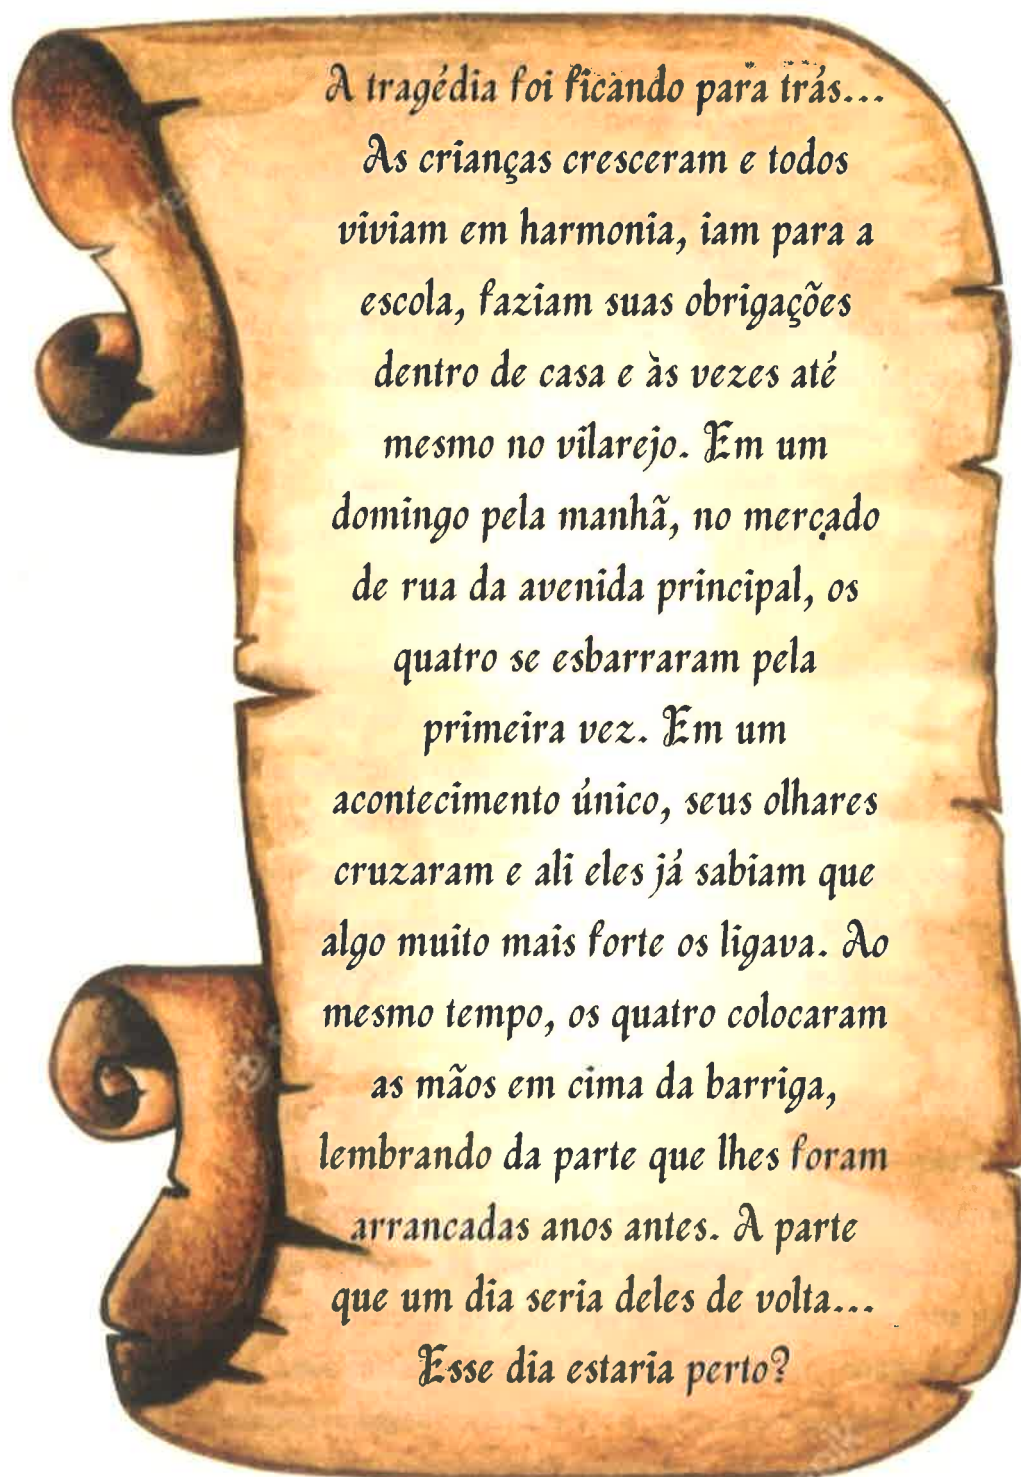 A tragédia foi ficando para trás...
As crianças cresceram e todos
viviam em harmonia, iam para a
escola, faziam suas obrigações
dentro de casa e às vezes até
mesmo no vilarejo. Em um
domingo pela manhã, no mercado
de rua da avenida principal, os
quatro se esbarraram pela
primeira vez. Em um
acontecimento único, seus olhares
cruzaram e ali eles já sabiam que
algo muito mais forte os ligava. Ao
mesmo tempo, os quatro colocaram
as mãos em cima da barriga,
lembrando da parte que lhes foram
arrancadas anos antes. A parte
que um dia seria deles de volta...
Esse dia estaria perto?